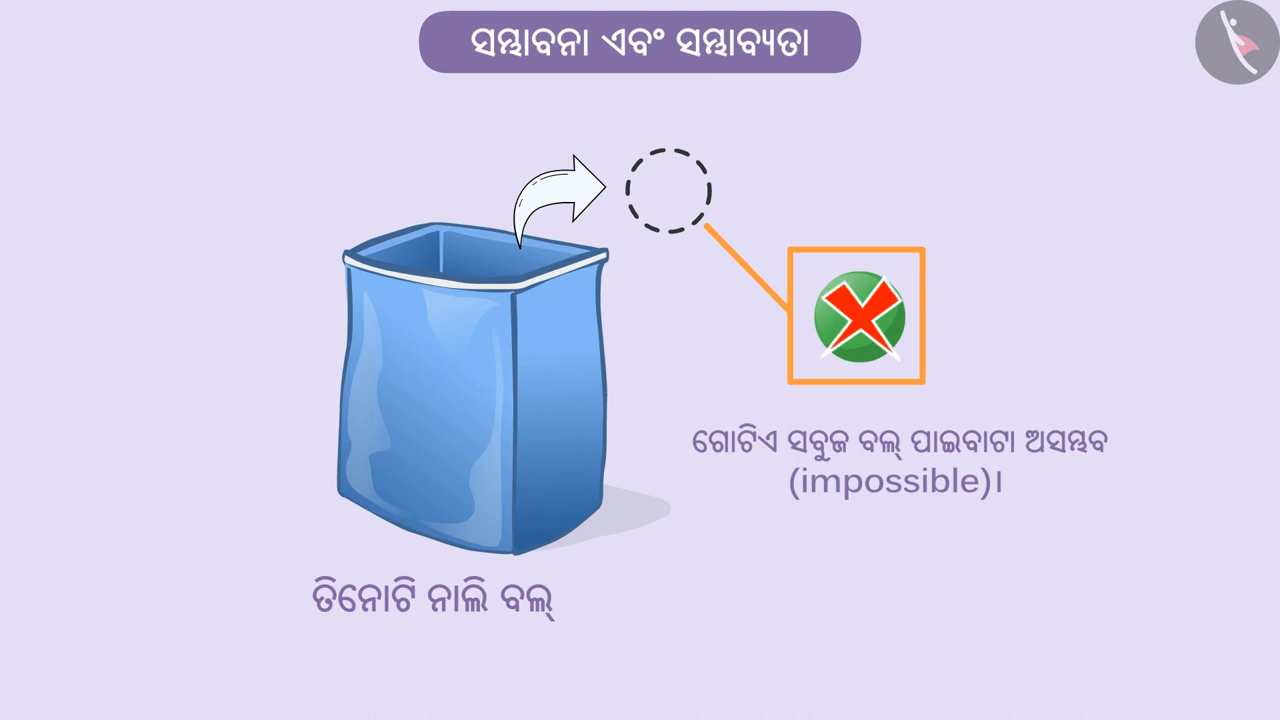 ସମ୍ଭାବନା ଏବଂ ସମ୍ଭାବ୍ୟତା
ଗୋଟିଏ ସବୁଜ ବଲ୍ ପାଇବାଟା ଅସମ୍ଭବ
(impossible)।
ତିନୋଟି ନାଲି ବଲ୍